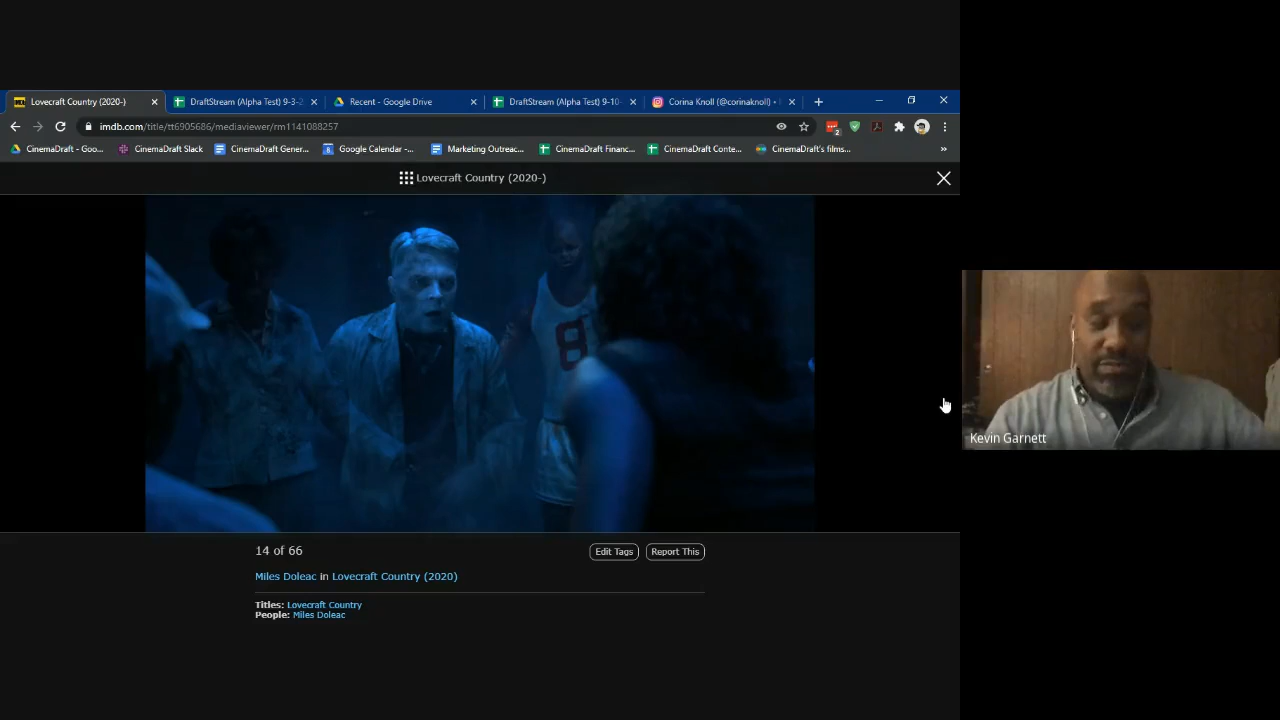 Lovecraft Country (2020-)
DraftStream (Alpha Test) 9-3-2
Recent - Google Drive
DraftStream (Alpha Test) 9-10-
Corina Knoll (@corinaknoll) •
imdb.com/title/tt6905686/mediaviewer/rm1141088257
2
CinemaDraft - Goo...
CinemaDraft Slack
CinemaDraft Gener...
Google Calendar -...
Marketing Outreac...
CinemaDraft Financ...
CinemaDraft Conte...
CinemaDraft's films...
»
Lovecraft Country (2020-)
8
Kevin Garnett
14 of 66
Edit Tags
Report This
Miles Doleac in Lovecraft Country (2020)
Titles: Lovecraft Country
People: Miles Doleac